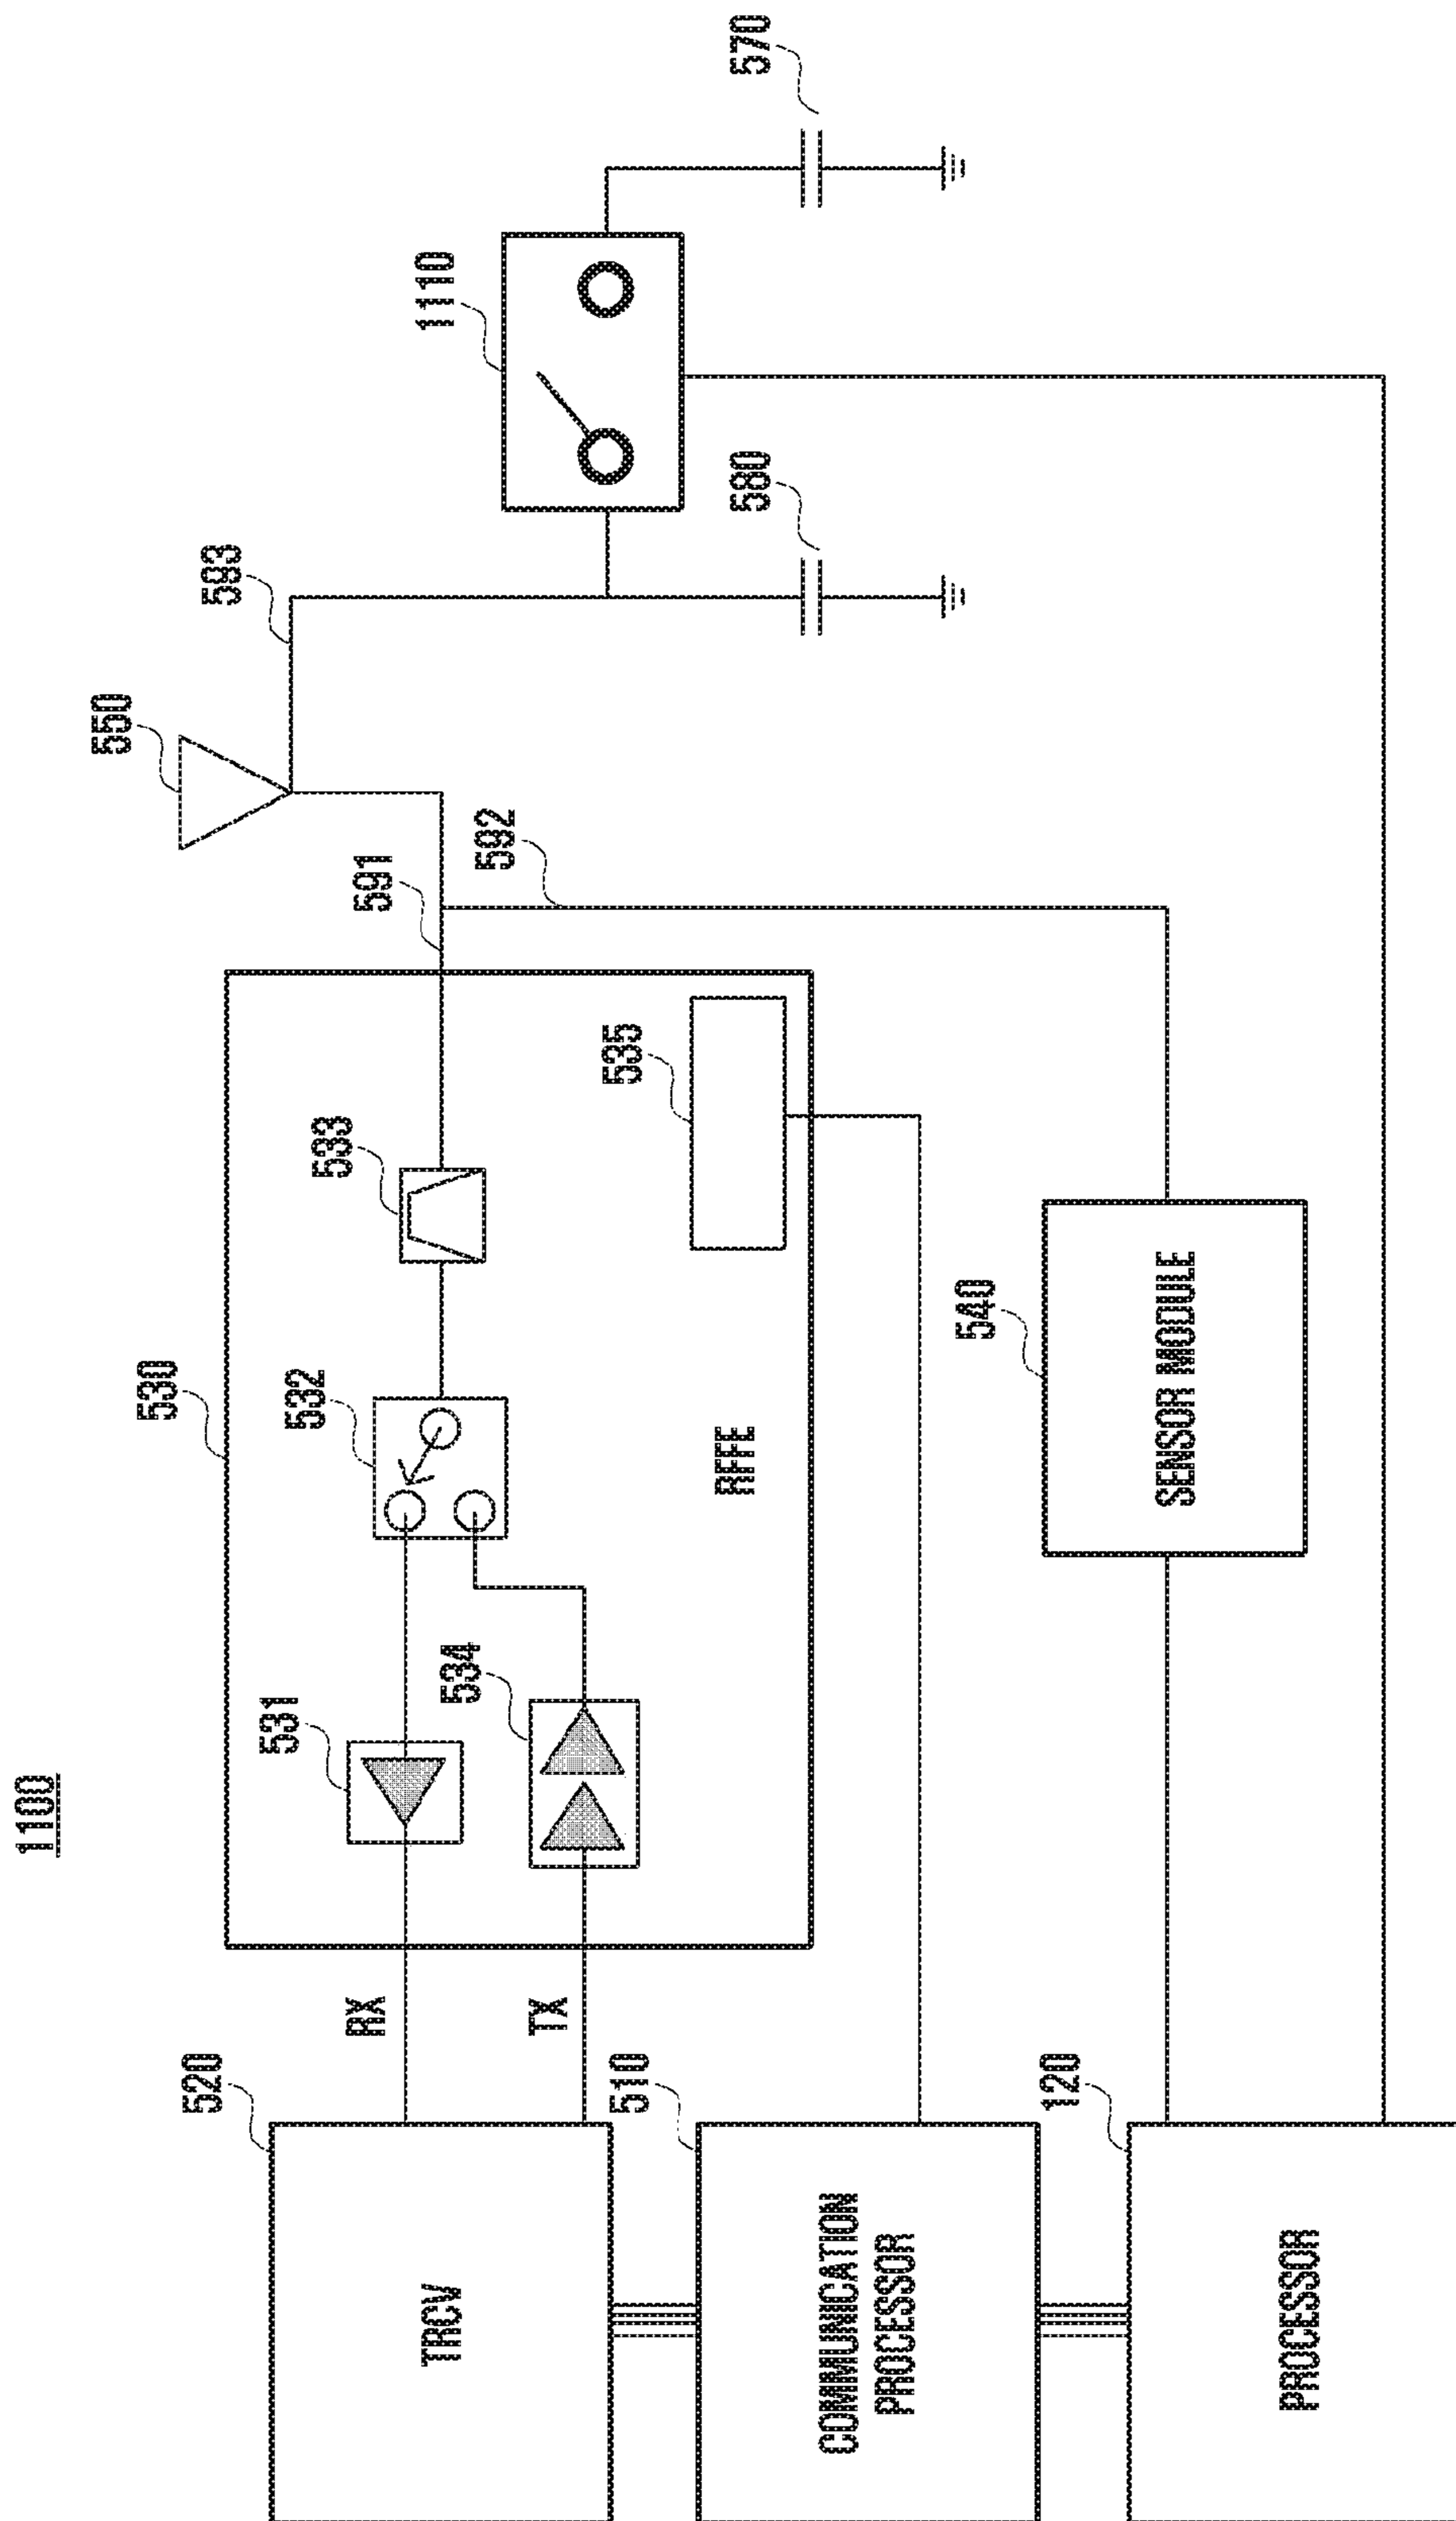 1100
520
TRCV
RX
TX
530
531
534
532
533
535
RFFE
591
592
550
593
1110
580
570
510
COMMUNICATION
PROCESSOR
540
SENSOR MODULE
120
PROCESSOR